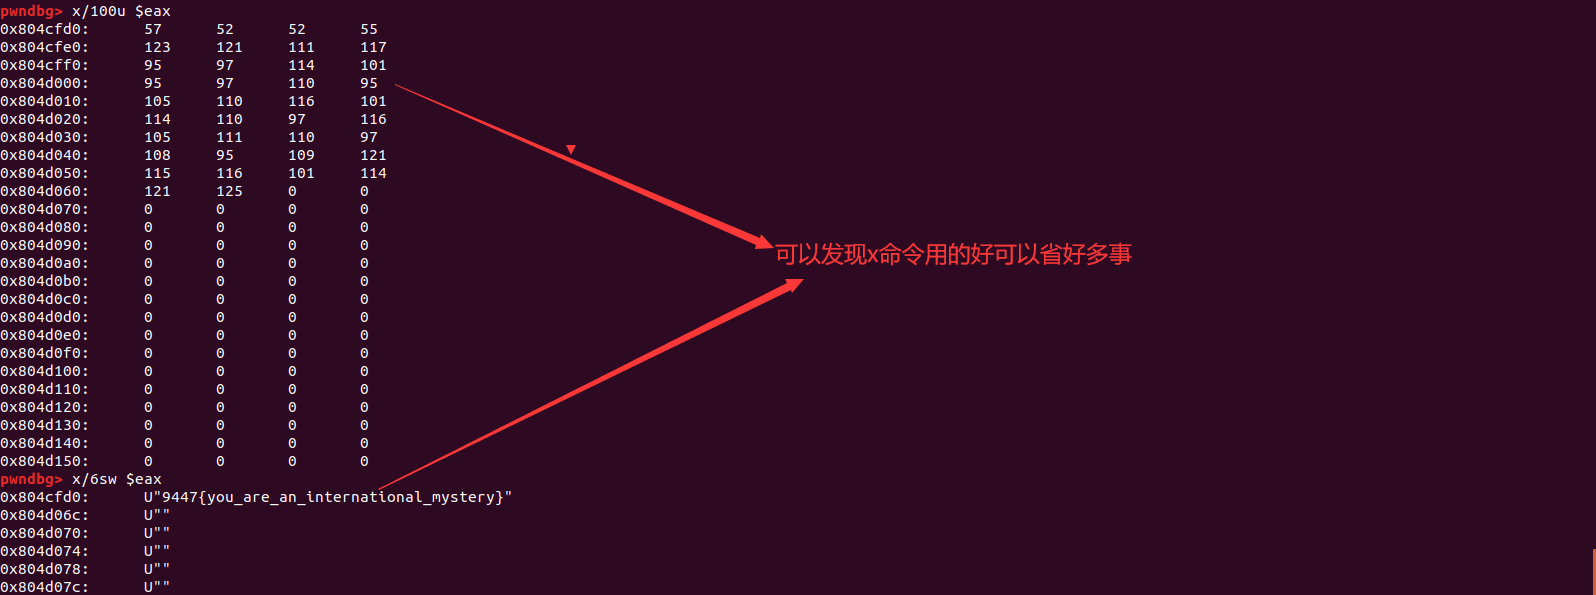 pwndbg> x/100u $eax
0x804cfd0: 57 52 52 55
0x804cfe0: 123 121 111 117
0x804cff0: 95 97 114 101
0x804d000: 95 97 110 95
0x804d010: 105 110 116 101
0x804d020: 114 110 97 116
0x804d030: 105 111 110 97
0x804d040: 108 95 109 121
0x804d050: 115 116 101 114
0x804d060: 121 125 0 0
0x804d070: 0 0 0 0
0x804d080: 0 0 0 0
0x804d090: 0 0 0 0
0x804d0a0: 0 0 0 0
0x804d0b0: 0 0 0 0
0x804d0c0: 0 0 0 0
0x804d0d0: 0 0 0 0
0x804d0e0: 0 0 0 0
0x804d0f0: 0 0 0 0
0x804d100: 0 0 0 0
0x804d110: 0 0 0 0
0x804d120: 0 0 0 0
0x804d130: 0 0 0 0
0x804d140: 0 0 0 0
0x804d150: 0 0 0 0
pwndbg> x/6sw $eax
0x804cfd0: U"9447{you_are_an_international_mystery}"
0x804d06c: U""
0x804d070: U""
0x804d074: U""
0x804d078: U""
0x804d07c: U""
可以发现x命令用的好可以省好多事